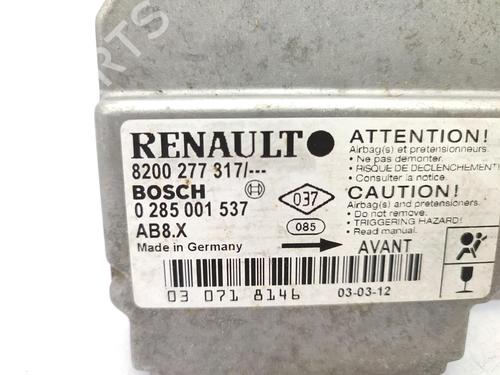 RENAULT
8200 277 317/---
BOSCH
0 285 001 537
AB8.X
Made in Germany
037
085
ATTENTION!
Airbag(s) et pretensionneurs.
• Ne pas demonter.
• RISQUE DE DECLENCHEMENT!
• Consulter la notice.
CAUTION!
Airbag(s) and pretensioners.
• Do not remove.
• TRIGGERING HAZARD!
• Read manual.
AVANT
03 071 8146
03-03-12